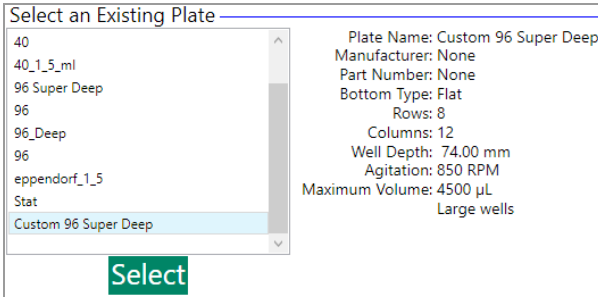 Select an Existing Plate
40
40_1_5_ml
96 Super Deep
96
96_Deep
96
eppendorf_1_5
Stat
Custom 96 Super Deep
Select
Plate Name: Custom 96 Super Deep
Manufacturer: None
Part Number: None
Bottom Type: Flat
Rows: 8
Columns: 12
Well Depth: 74.00 mm
Agitation: 850 RPM
Maximum Volume: 4500 µL
Large wells